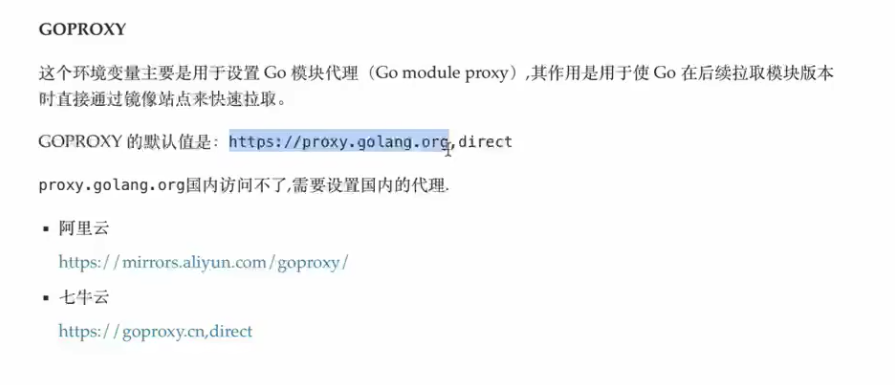 GOPROXY
这个环境变量主要是用于设置 Go 模块代理（Go module proxy）,其作用是用于使 Go 在后续拉取模块版本
时直接通过镜像站点来快速拉取。
GOPROXY 的默认值是：https://proxy.golang.org,direct
proxy.golang.org国内访问不了,需要设置国内的代理.
▪ 阿里云
https://mirrors.aliyun.com/goproxy/
▪ 七牛云
https://goproxy.cn,direct